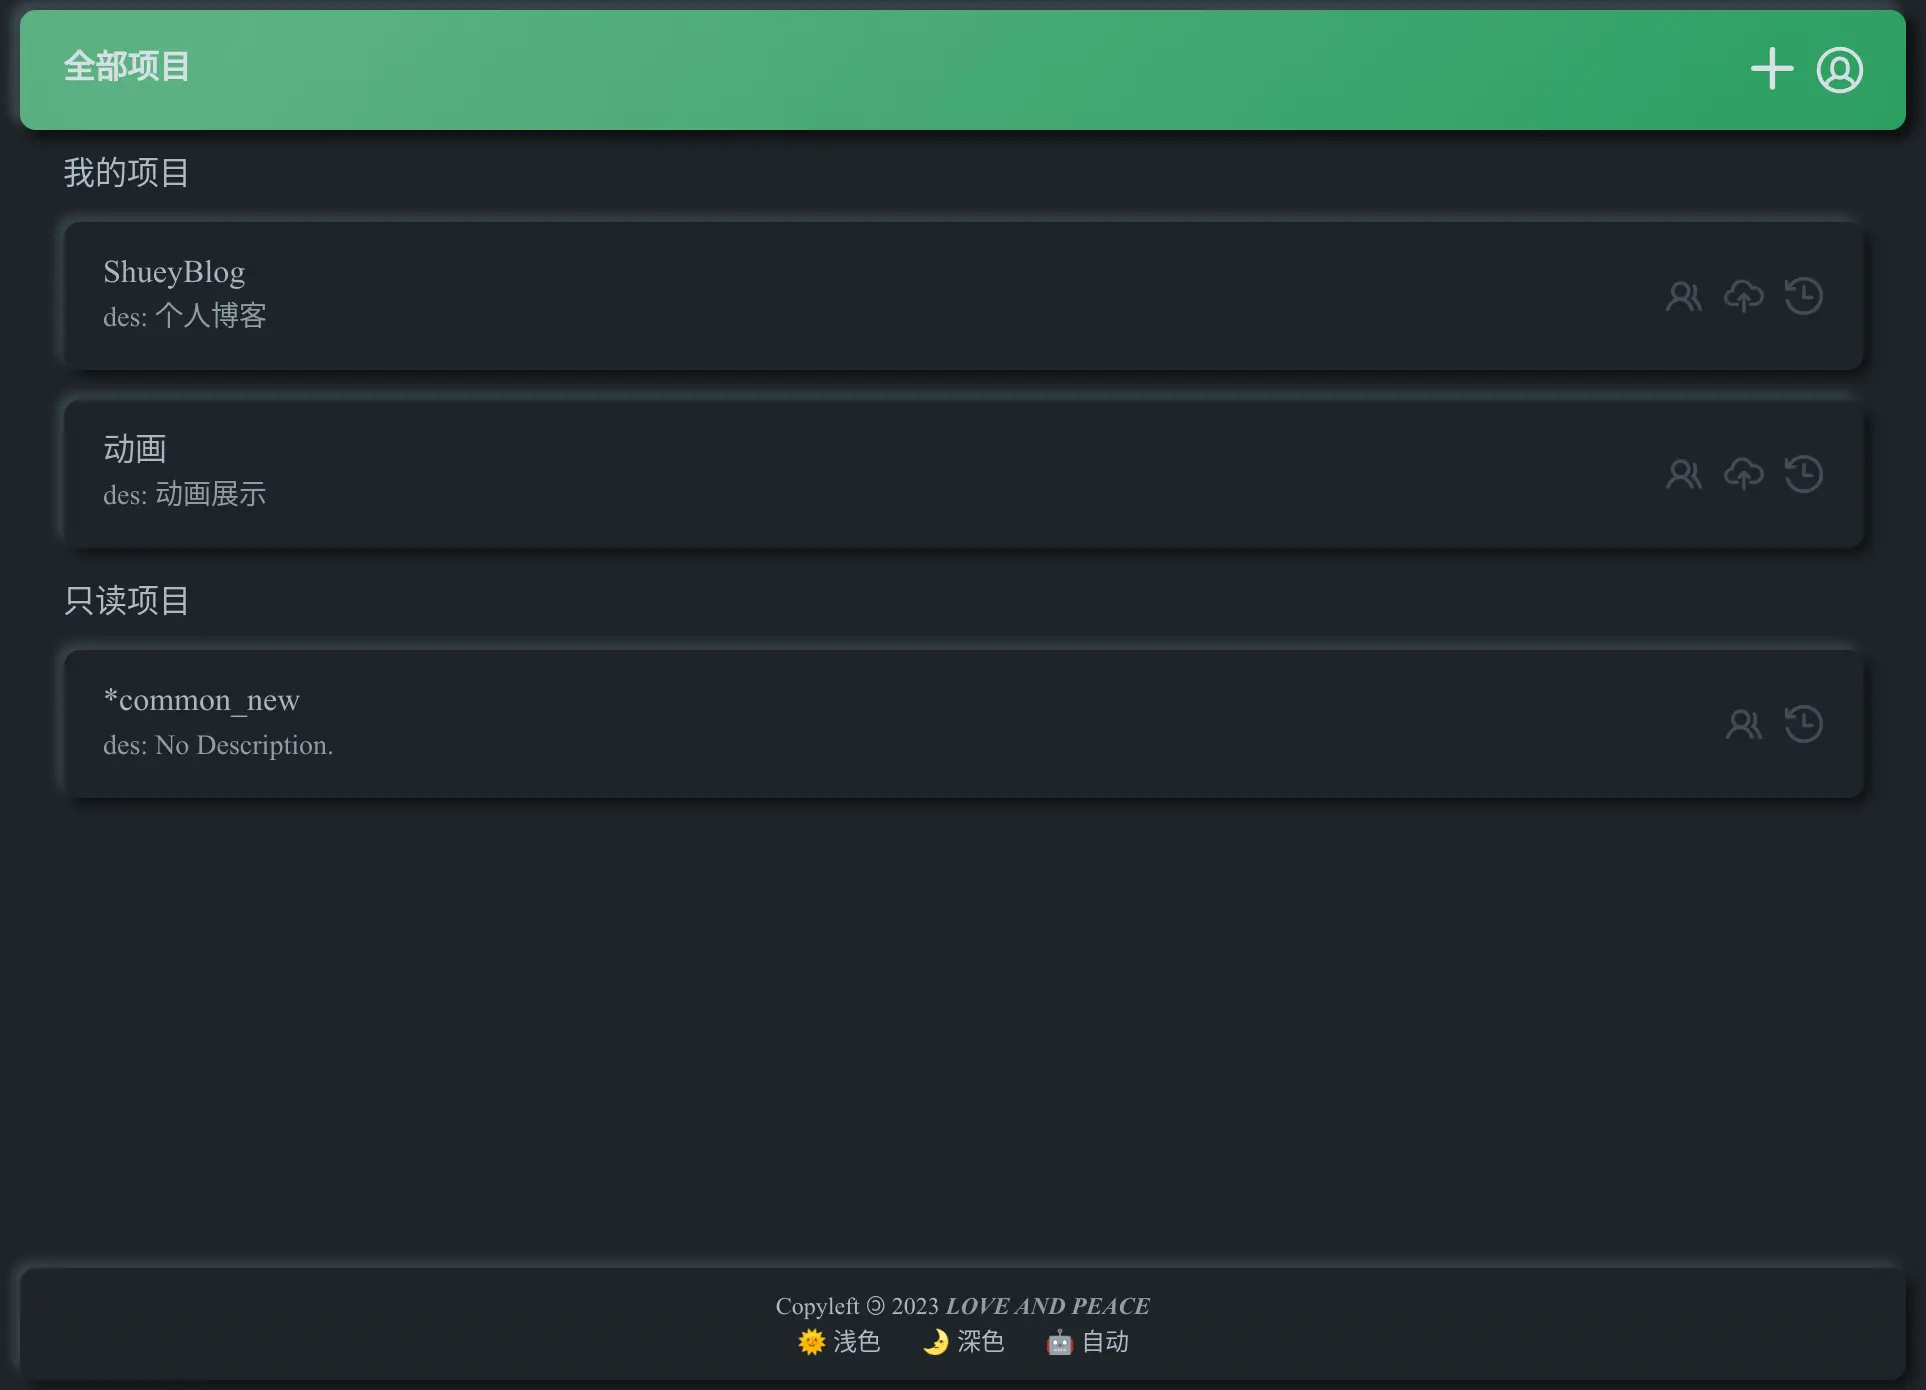 全部项目
我的项目
ShueyBlog
des: 个人博客
动画
des: 动画展示
只读项目
*common_new
des: No Description.
Copyleft 🄯 2023 LOVE AND PEACE
🌞 浅色 🌛 深色 🤖 自动